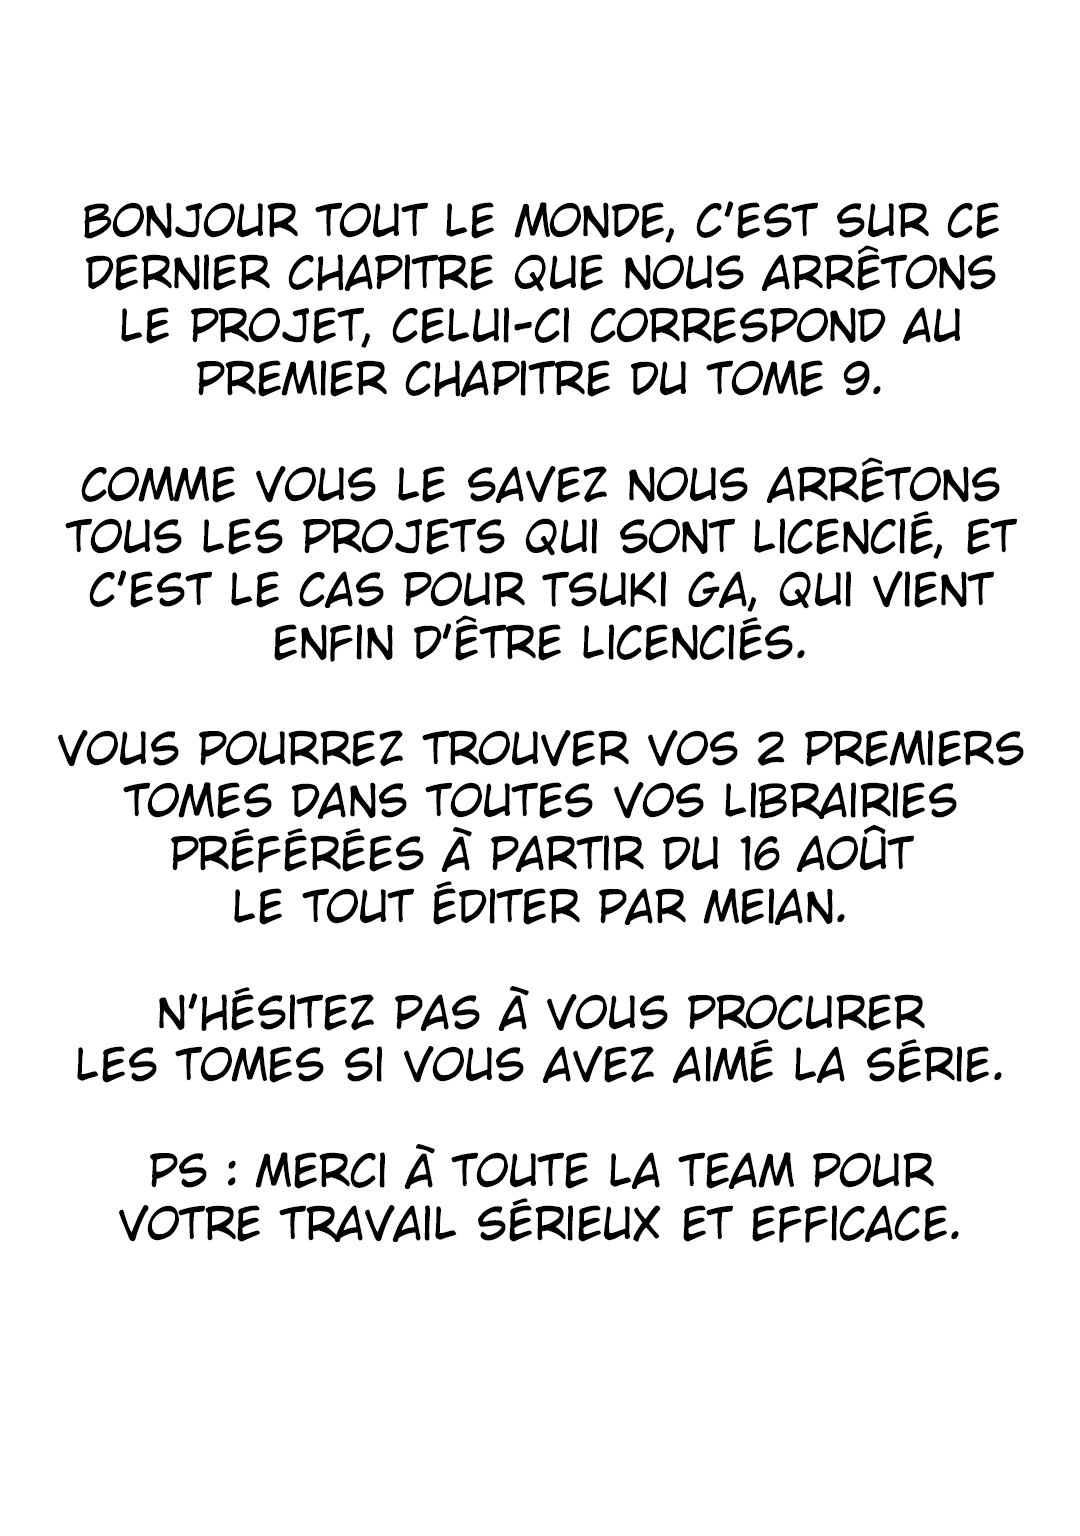 BONJOUR TOUT LE MONDE, C'EST SUR CE
DERNIER CHAPITRE QUE NOUS ARRÊTONS
LE PROJET, CELUI-CI CORRESPOND AU
PREMIER CHAPITRE DU TOME 9.
COMME VOUS LE SAVEZ NOUS ARRÊTONS
TOUS LES PROJETS QUI SONT LICENCIÉ, ET
C'EST LE CAS POUR TSUKI GA, QUI VIENT
ENFIN D'ÊTRE LICENCIÉS.
VOUS POURREZ TROUVER VOS 2 PREMIERS
TOMES DANS TOUTES VOS LIBRAIRIES
PRÉFÉRÉES À PARTIR DU 16 AOÛT
LE TOUT ÉDITER PAR MEIAN.
N'HÉSITEZ PAS À VOUS PROCURER
LES TOMES SI VOUS AVEZ AIMÉ LA SÉRIE.
PS : MERCI À TOUTE LA TEAM POUR
VOTRE TRAVAIL SÉRIEUX ET EFFICACE.